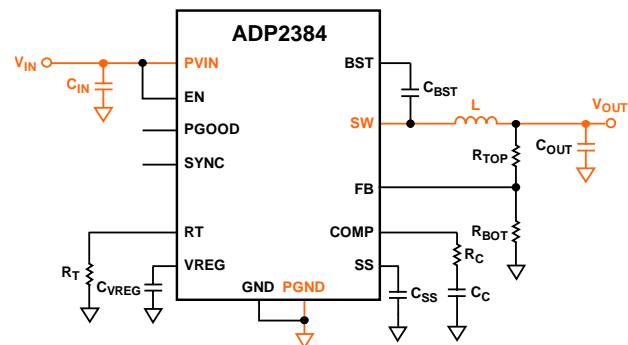 ADP2384
VIN
PVIN
BST
CIN
CBST
EN
L
VOUT
SW
PGOOD
COUT
RTOP
SYNC
FB
RT
COMP
RBOT
RC
RT
VREG
SS
CVREG
GND PGND
CSS
CC